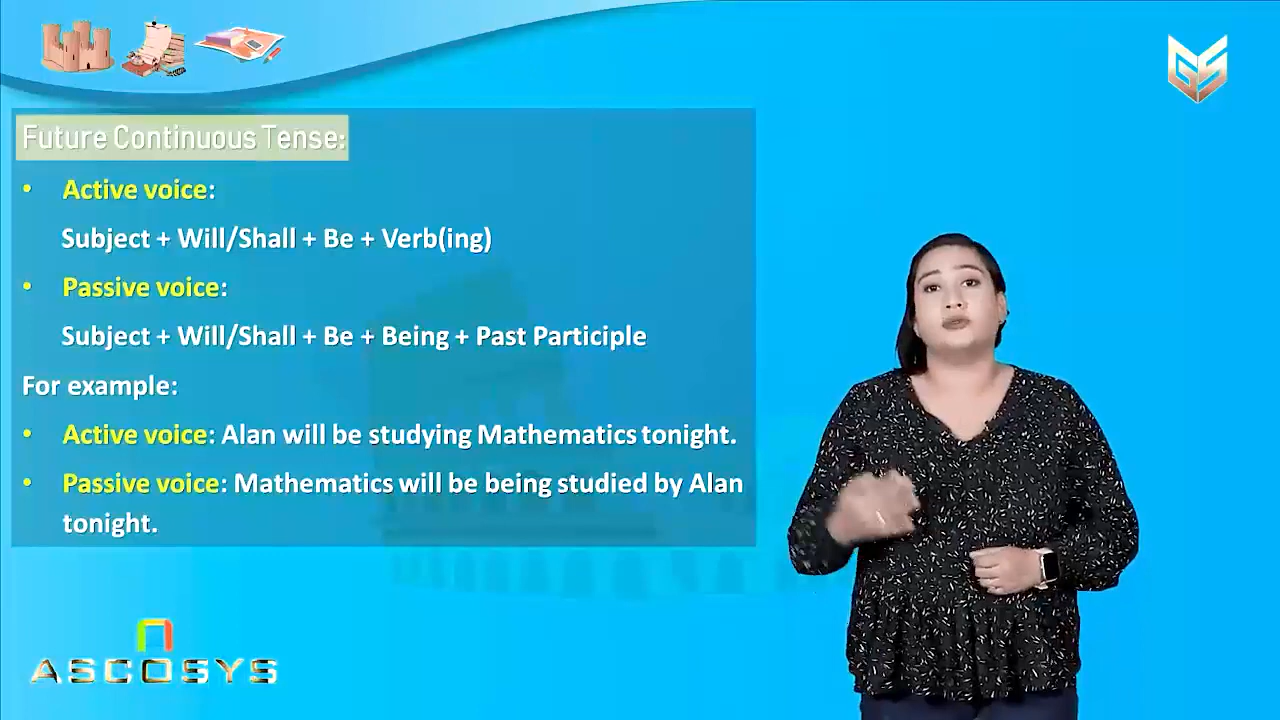 Future Continuous Tense:
• Active voice:
Subject + Will/Shall + Be + Verb(ing)
• Passive voice:
Subject + Will/Shall + Be + Being + Past Participle
For example:
• Active voice: Alan will be studying Mathematics tonight.
• Passive voice: Mathematics will be being studied by Alan
tonight.
ASCOSYS